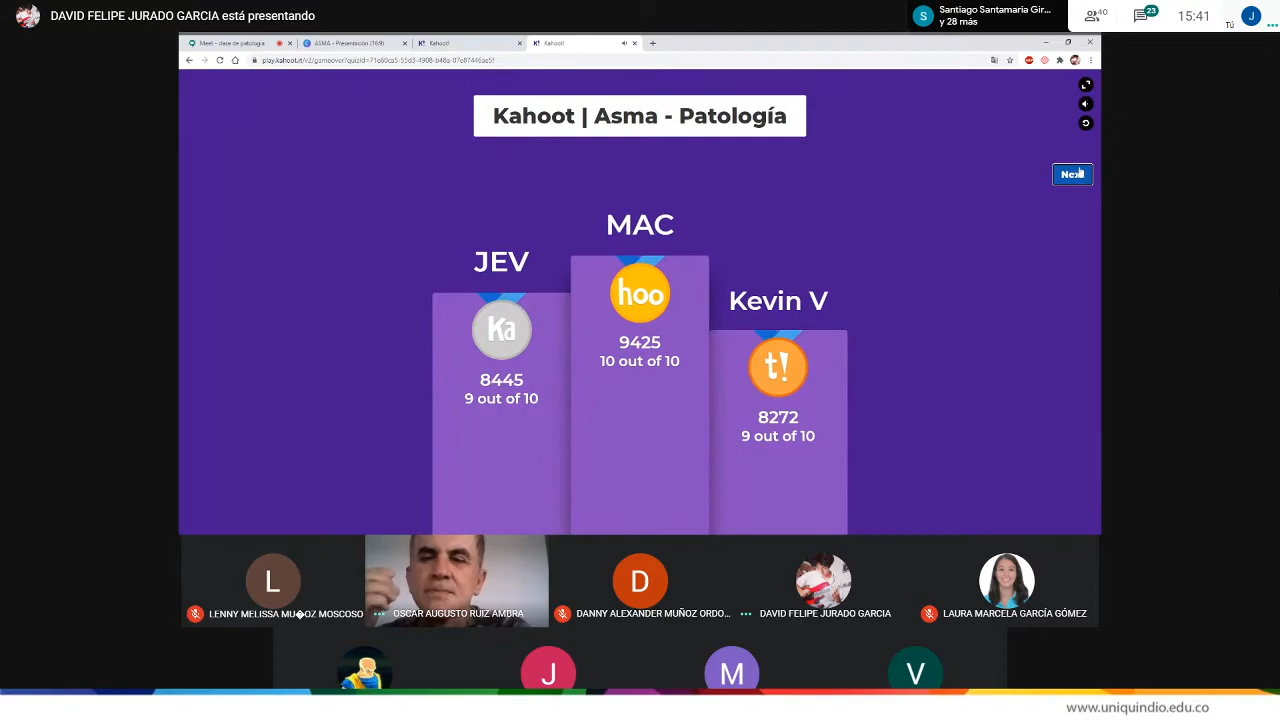 DAVID FELIPE JURADO GARCIA está presentando
S
Santiago Santamaria Gir...
y 28 más
40
23
15:41
Tú
J
Meet - clase de patologia
ASMA - Presentación (16:9)
Kahoot!
Kahoot!
Kahoot | Asma - Patología
MAC
JEV
Kevin V
hoo
Ka
t!
9425
10 out of 10
8445
9 out of 10
8272
9 out of 10
L
D
LENNY MELISSA MU�OZ MOSCOSO
OSCAR AUGUSTO RUIZ AMBRA
DANNY ALEXANDER MUÑOZ ORDO...
DAVID FELIPE JURADO GARCIA
LAURA MARCELA GARCÍA GÓMEZ
J
M
V
www.uniquindio.edu.co